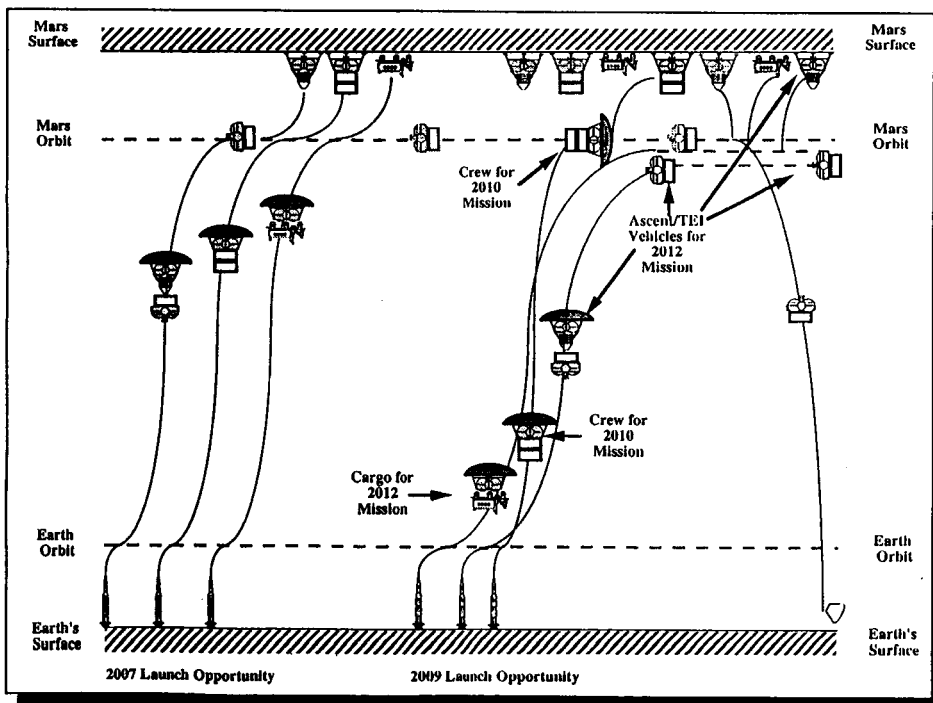 Mars
Surface
Mars
Surface
Mars
Orbit
Mars
Orbit
Crew for
2010
Mission
Ascent/TEI
Vehicles for
2012
Mission
Crew for
2010
Mission
Cargo for
2012
Mission
Earth
Orbit
Earth
Orbit
Earth's
Surface
Earth's
Surface
2007 Launch Opportunity
2009 Launch Opportunity